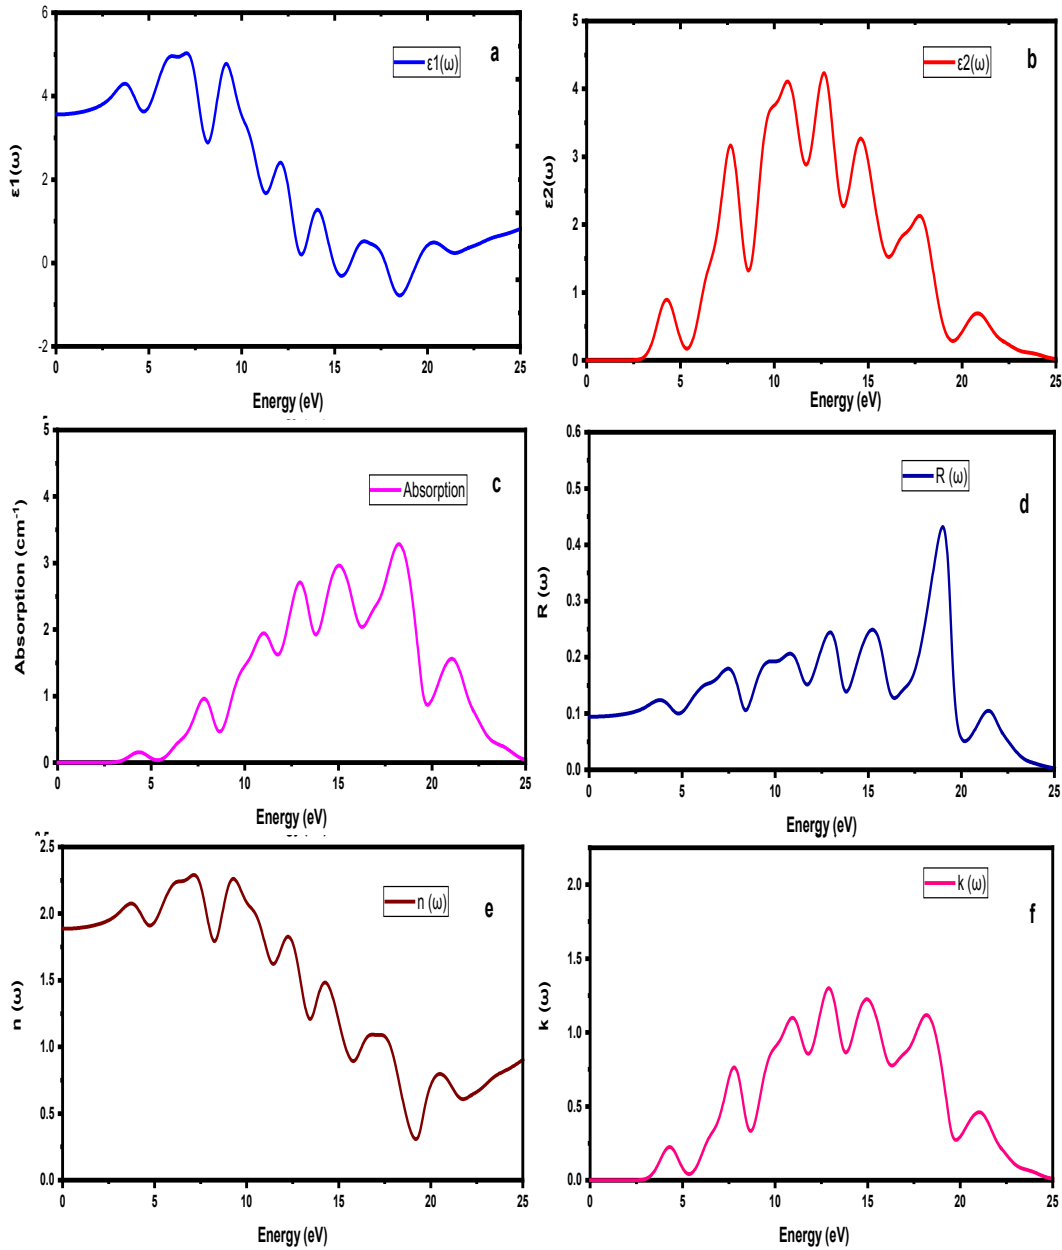 a
ε1(ω)
6
4
2
0
-2
ε1(ω)
0 5 10 15 20 25
Energy (eV)
b
ε2(ω)
5
4
3
2
1
0
ε2(ω)
0 5 10 15 20 25
Energy (eV)
c
Absorption
5
4
3
2
1
0
Absorption (cm⁻¹)
0 5 10 15 20 25
Energy (eV)
d
R (ω)
0.6
0.5
0.4
0.3
0.2
0.1
0.0
R (ω)
0 5 10 15 20 25
Energy (eV)
e
n (ω)
2.5
2.0
1.5
1.0
0.5
0.0
n (ω)
0 5 10 15 20 25
Energy (eV)
f
k (ω)
2.0
1.5
1.0
0.5
0.0
k (ω)
0 5 10 15 20 25
Energy (eV)